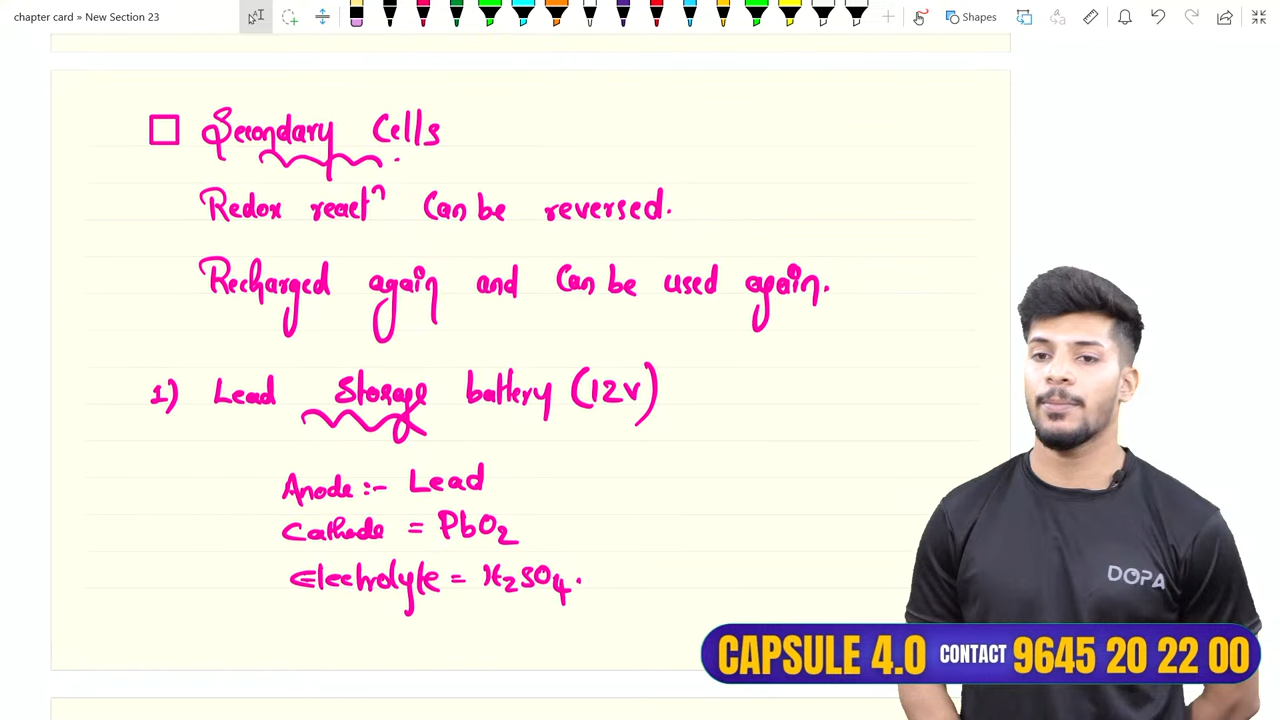 chapter card » New Section 23
Shapes
Secondary Cells
Redox reactⁿ can be reversed.
Recharged again and can be used again.
1) Lead storage battery (12V)
Anode :- Lead
Cathode = PbO2
Electrolyte = H2SO4.
DOPA
CAPSULE 4.0 CONTACT 9645 20 22 00